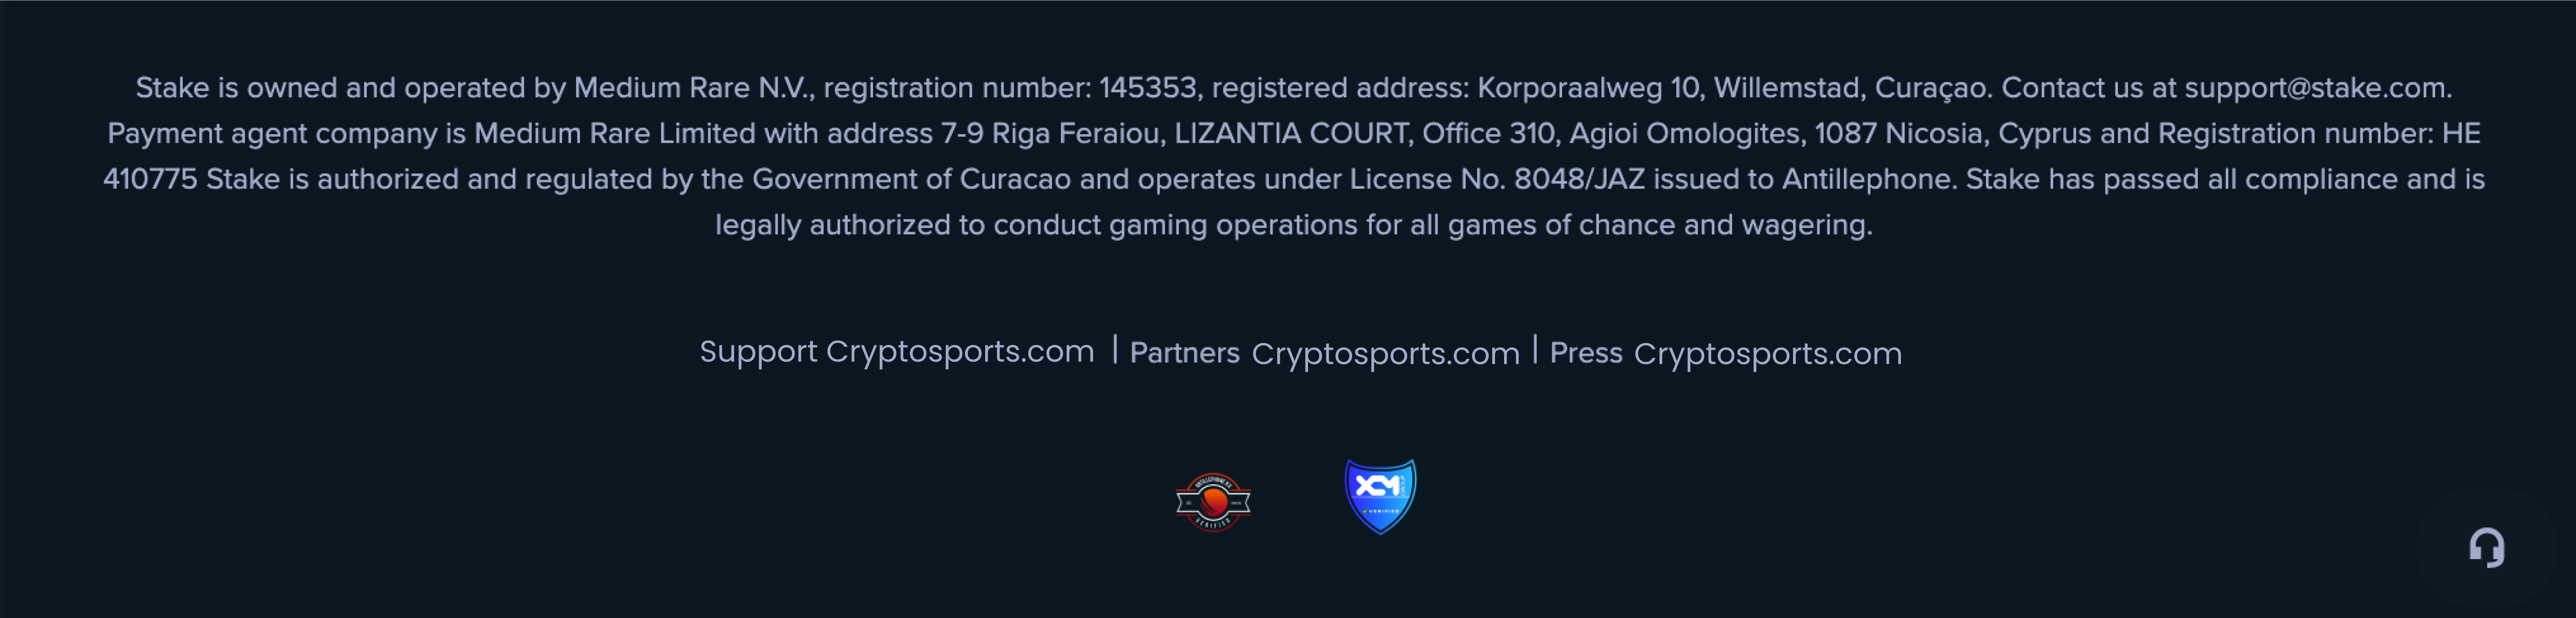 Stake is owned and operated by Medium Rare N.V., registration number: 145353, registered address: Korporaalweg 10, Willemstad, Curaçao. Contact us at support@stake.com.
Payment agent company is Medium Rare Limited with address 7-9 Riga Feraiou, LIZANTIA COURT, Office 310, Agioi Omologites, 1087 Nicosia, Cyprus and Registration number: HE
410775 Stake is authorized and regulated by the Government of Curacao and operates under License No. 8048/JAZ issued to Antillephone. Stake has passed all compliance and is
legally authorized to conduct gaming operations for all games of chance and wagering.
Support Cryptosports.com | Partners Cryptosports.com | Press Cryptosports.com
VERIFIED
XCM
GROUP
VERIFIED